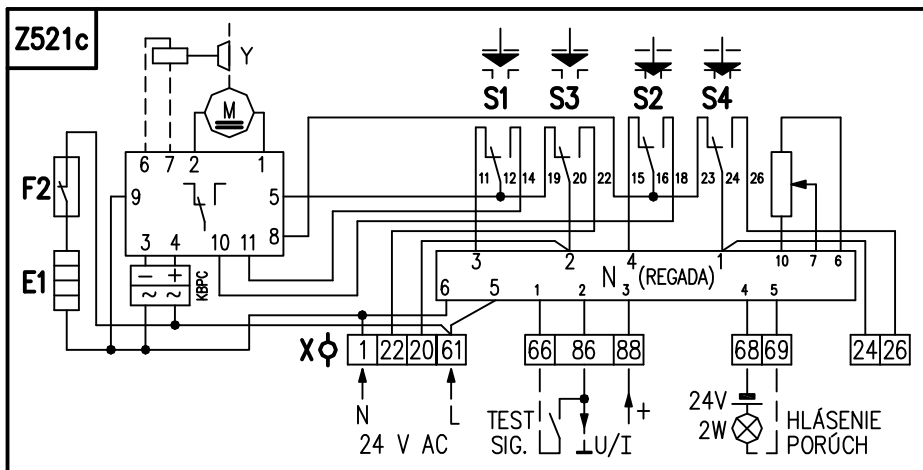 Z521c
Y
M
S1 S3 S2 S4
6 7 2 1
11 12 14 19 20 22 15 16 18 23 24 26
F2
9 5
8
3 4 10 11
10 7 6
3 2 4 1
N (REGADA)
E1
− +
~ ~
KBPC
6 5 1 2 3 4 5
X 1 22 20 61 66 86 88 68 69 24 26
N L
24 V AC
TEST
SIG.
U/I
+
24V
2W
HLÁSENIE
PORÚCH